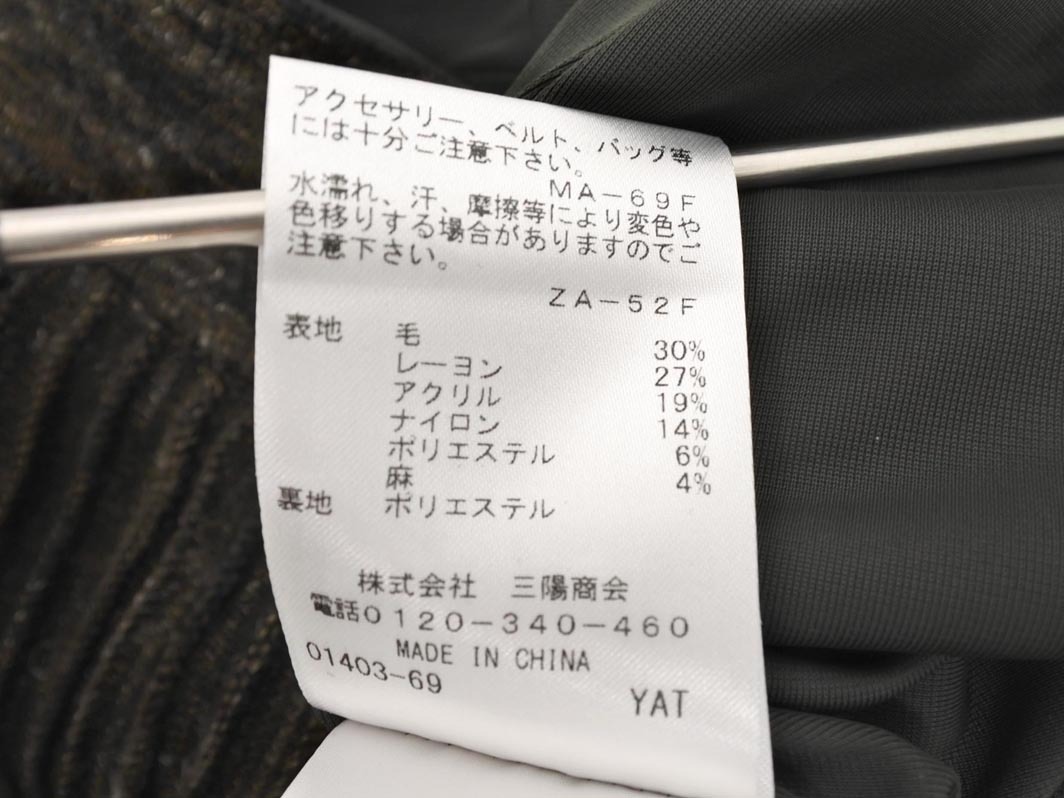 アクセサリー、ベルト、バッグ等
には十分ご注意下さい。
MA-69F
水濡れ、汗、摩擦等により変色や
色移りする場合がありますのでご
注意下さい。
ZA-52F
表地 毛 30%
レーヨン 27%
アクリル 19%
ナイロン 14%
ポリエステル 6%
麻 4%
裏地 ポリエステル
株式会社 三陽商会
電話0120-340-460
MADE IN CHINA
01403-69
YAT